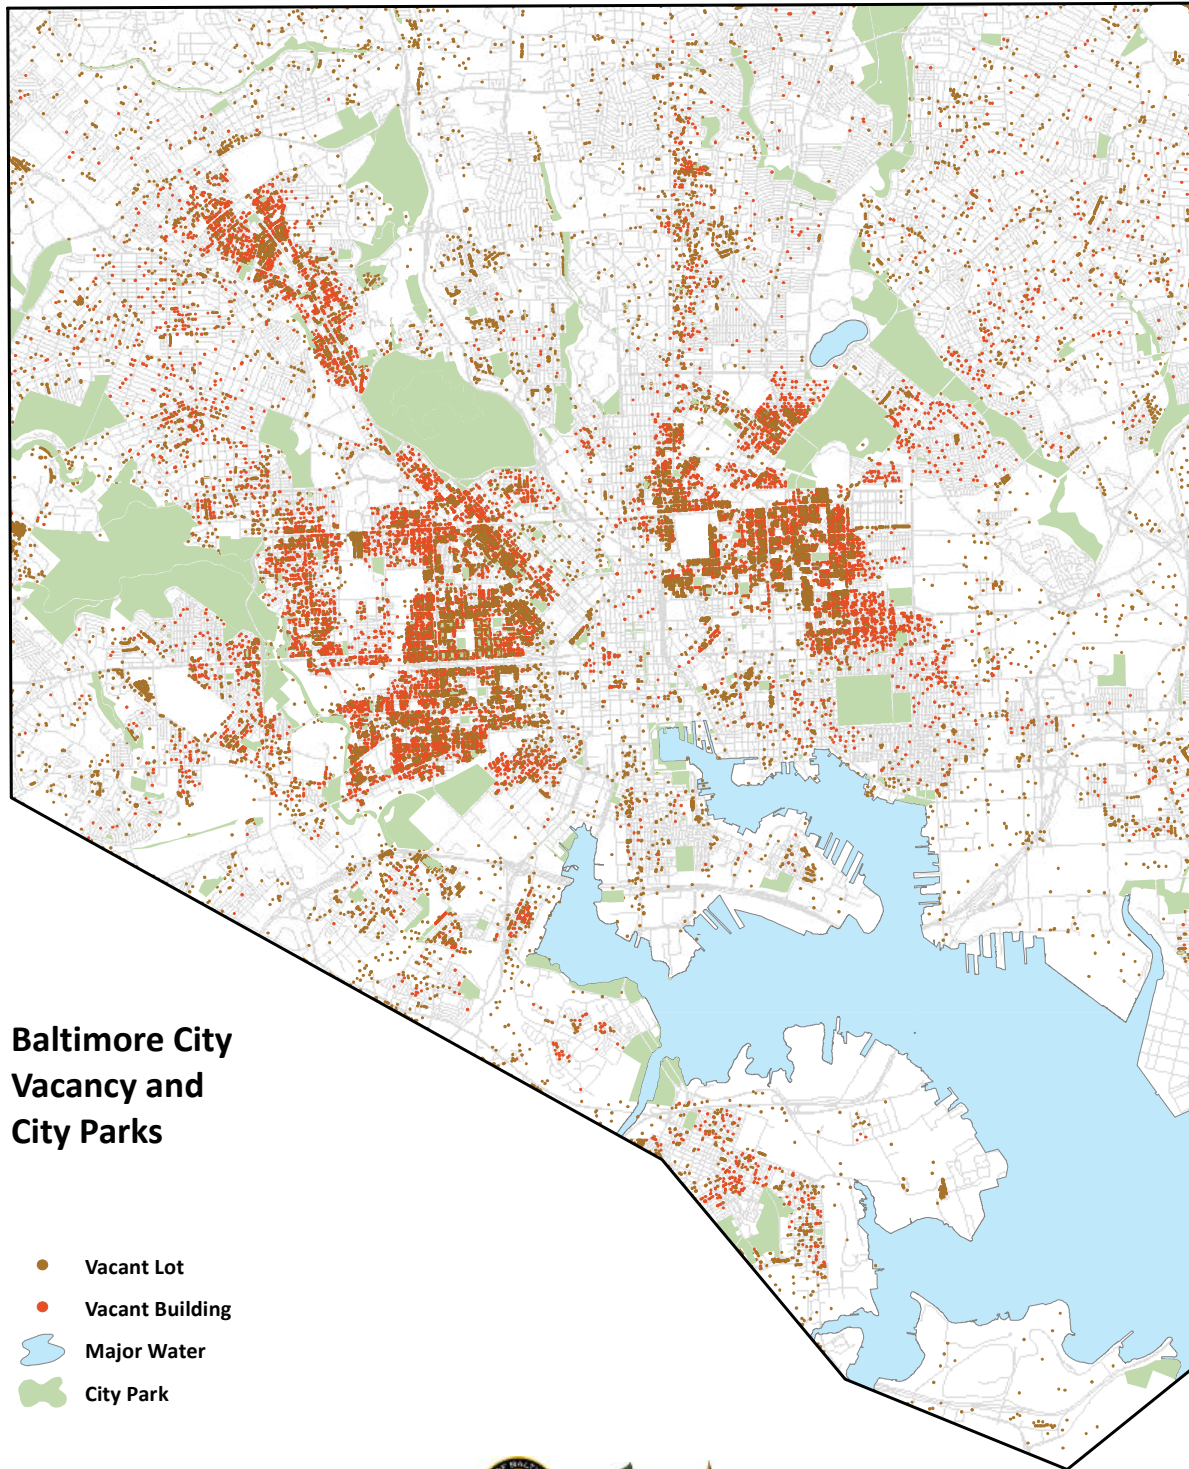 Baltimore City
Vacancy and
City Parks
Vacant Lot
Vacant Building
Major Water
City Park